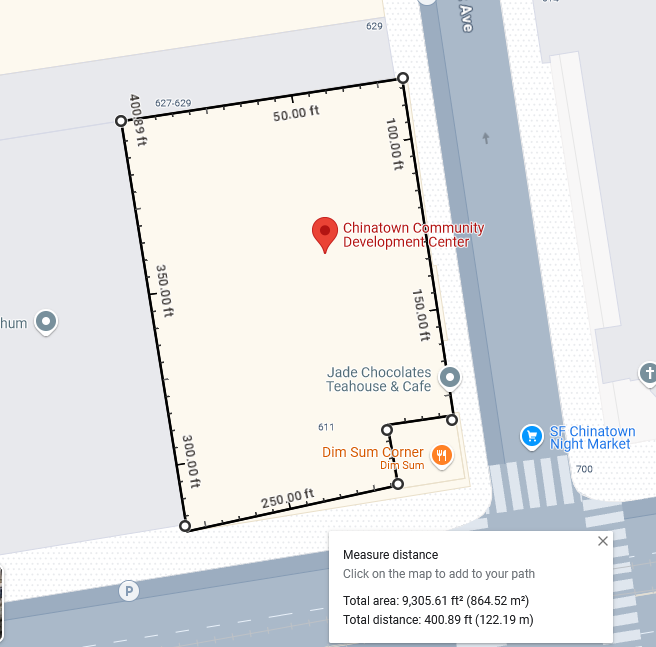 Ave
629
627-629
400.89 ft
50.00 ft
100.00 ft
Chinatown Community
Development Center
350.00 ft
150.00 ft
hum
Jade Chocolates
Teahouse & Cafe
611
SF Chinatown
Night Market
Dim Sum Corner
Dim Sum
300.00 ft
700
250.00 ft
P
Measure distance
Click on the map to add to your path
Total area: 9,305.61 ft² (864.52 m²)
Total distance: 400.89 ft (122.19 m)